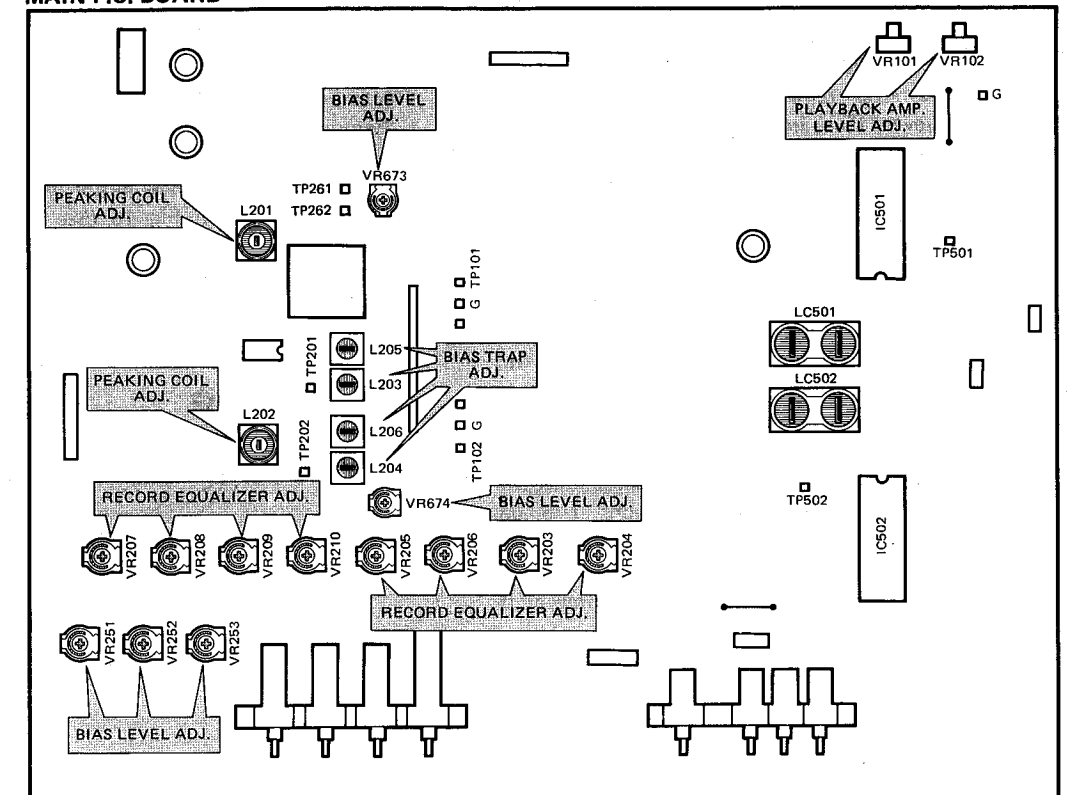 MAIN P.C. BOARD
VR101
VR102
PLAYBACK AMP.
LEVEL ADJ.
G
BIAS LEVEL
ADJ.
VR673
TP261
TP262
PEAKING COIL
ADJ.
L201
IC501
TP501
TP101
G
LC501
L205
L203
BIAS TRAP
ADJ.
TP201
PEAKING COIL
ADJ.
L202
LC502
L206
L204
TP202
G
TP102
RECORD EQUALIZER ADJ.
VR674
BIAS LEVEL ADJ.
TP502
IC502
VR207
VR208
VR209
VR210
VR205
VR206
VR203
VR204
RECORD EQUALIZER ADJ.
VR251
VR252
VR253
BIAS LEVEL ADJ.